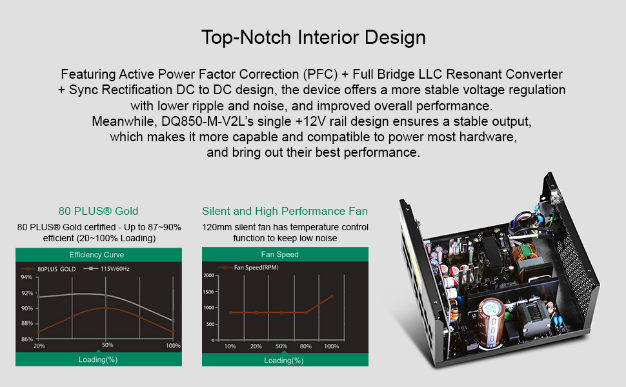 Top-Notch Interior Design
Featuring Active Power Factor Correction (PFC) + Full Bridge LLC Resonant Converter
+ Sync Rectification DC to DC design, the device offers a more stable voltage regulation
with lower ripple and noise, and improved overall performance.
Meanwhile, DQ850-M-V2L's single +12V rail design ensures a stable output,
which makes it more capable and compatible to power most hardware,
and bring out their best performance.
80 PLUS® Gold
80 PLUS® Gold certified - Up to 87~90%
efficient (20~100% Loading)
Efficiency Curve
80PLUS GOLD 115V/60Hz
94%
92%
90%
88%
86%
20% 50% 100%
Loading(%)
Silent and High Performance Fan
120mm silent fan has temperature control
function to keep low noise
Fan Speed
Fan Speed(RPM)
2000
1500
1000
500
0
10% 20% 50% 80% 100%
Loading(%)